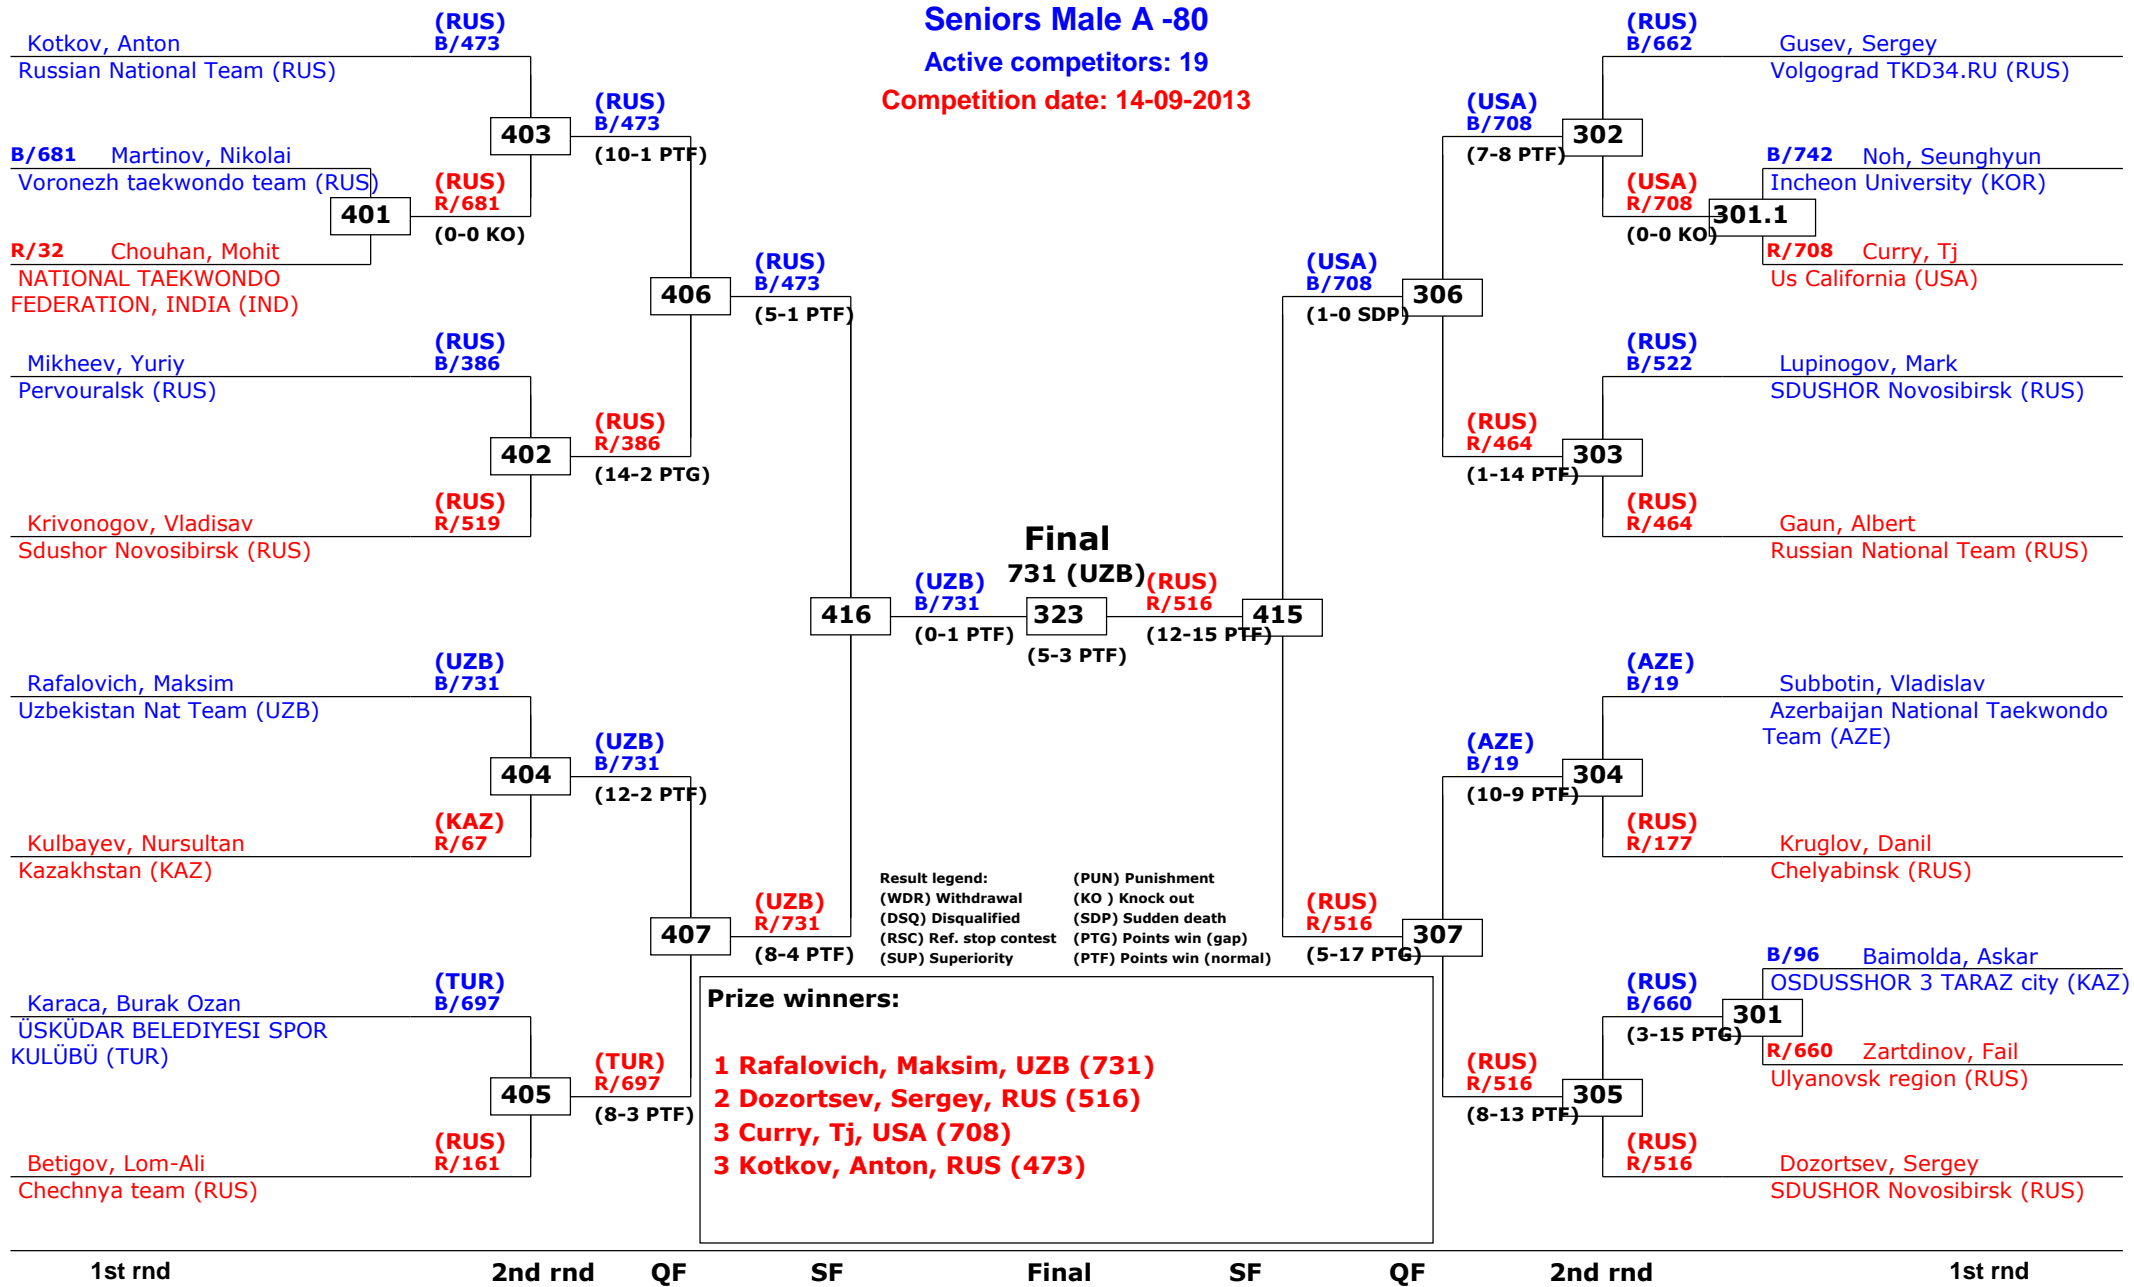 Seniors Male A -80
Active competitors: 19
Competition date: 14-09-2013
Kotkov, Anton
Russian National Team (RUS)
(RUS)
B/473
B/681 Martinov, Nikolai
Voronezh taekwondo team (RUS)
401
R/32 Chouhan, Mohit
NATIONAL TAEKWONDO
FEDERATION, INDIA (IND)
(RUS)
R/681
(0-0 KO)
403
(RUS)
B/473
(10-1 PTF)
Mikheev, Yuriy
Pervouralsk (RUS)
(RUS)
B/386
402
Krivonogov, Vladisav
Sdushor Novosibirsk (RUS)
(RUS)
R/519
(RUS)
R/386
(14-2 PTG)
406
(RUS)
B/473
(5-1 PTF)
Rafalovich, Maksim
Uzbekistan Nat Team (UZB)
(UZB)
B/731
404
Kulbayev, Nursultan
Kazakhstan (KAZ)
(KAZ)
R/67
(UZB)
B/731
(12-2 PTF)
Karaca, Burak Ozan
ÜSKÜDAR BELEDIYESI SPOR
KULÜBÜ (TUR)
(TUR)
B/697
405
Betigov, Lom-Ali
Chechnya team (RUS)
(RUS)
R/161
(TUR)
R/697
(8-3 PTF)
407
(UZB)
R/731
(8-4 PTF)
416
(UZB)
B/731
(0-1 PTF)
Final
731 (UZB)
323
(5-3 PTF)
(RUS)
R/516
(12-15 PTF)
415
(USA)
B/708
(1-0 SDP)
306
(USA)
B/708
(7-8 PTF)
302
(RUS)
B/662
Gusev, Sergey
Volgograd TKD34.RU (RUS)
(USA)
R/708
(0-0 KO)
301.1
B/742 Noh, Seunghyun
Incheon University (KOR)
R/708 Curry, Tj
Us California (USA)
(RUS)
R/464
(1-14 PTF)
303
(RUS)
B/522
Lupinogov, Mark
SDUSHOR Novosibirsk (RUS)
(RUS)
R/464
Gaun, Albert
Russian National Team (RUS)
(RUS)
R/516
(5-17 PTG)
307
(AZE)
B/19
(10-9 PTF)
304
(AZE)
B/19
Subbotin, Vladislav
Azerbaijan National Taekwondo
Team (AZE)
(RUS)
R/177
Kruglov, Danil
Chelyabinsk (RUS)
(RUS)
R/516
(8-13 PTF)
305
(RUS)
B/660
(3-15 PTG)
301
B/96 Baimolda, Askar
OSDUSSHOR 3 TARAZ city (KAZ)
R/660 Zartdinov, Fail
Ulyanovsk region (RUS)
(RUS)
R/516
Dozortsev, Sergey
SDUSHOR Novosibirsk (RUS)
Result legend:
(WDR) Withdrawal
(DSQ) Disqualified
(RSC) Ref. stop contest
(SUP) Superiority
(PUN) Punishment
(KO ) Knock out
(SDP) Sudden death
(PTG) Points win (gap)
(PTF) Points win (normal)
Prize winners:
1 Rafalovich, Maksim, UZB (731)
2 Dozortsev, Sergey, RUS (516)
3 Curry, Tj, USA (708)
3 Kotkov, Anton, RUS (473)
1st rnd 2nd rnd QF SF Final SF QF 2nd rnd 1st rnd